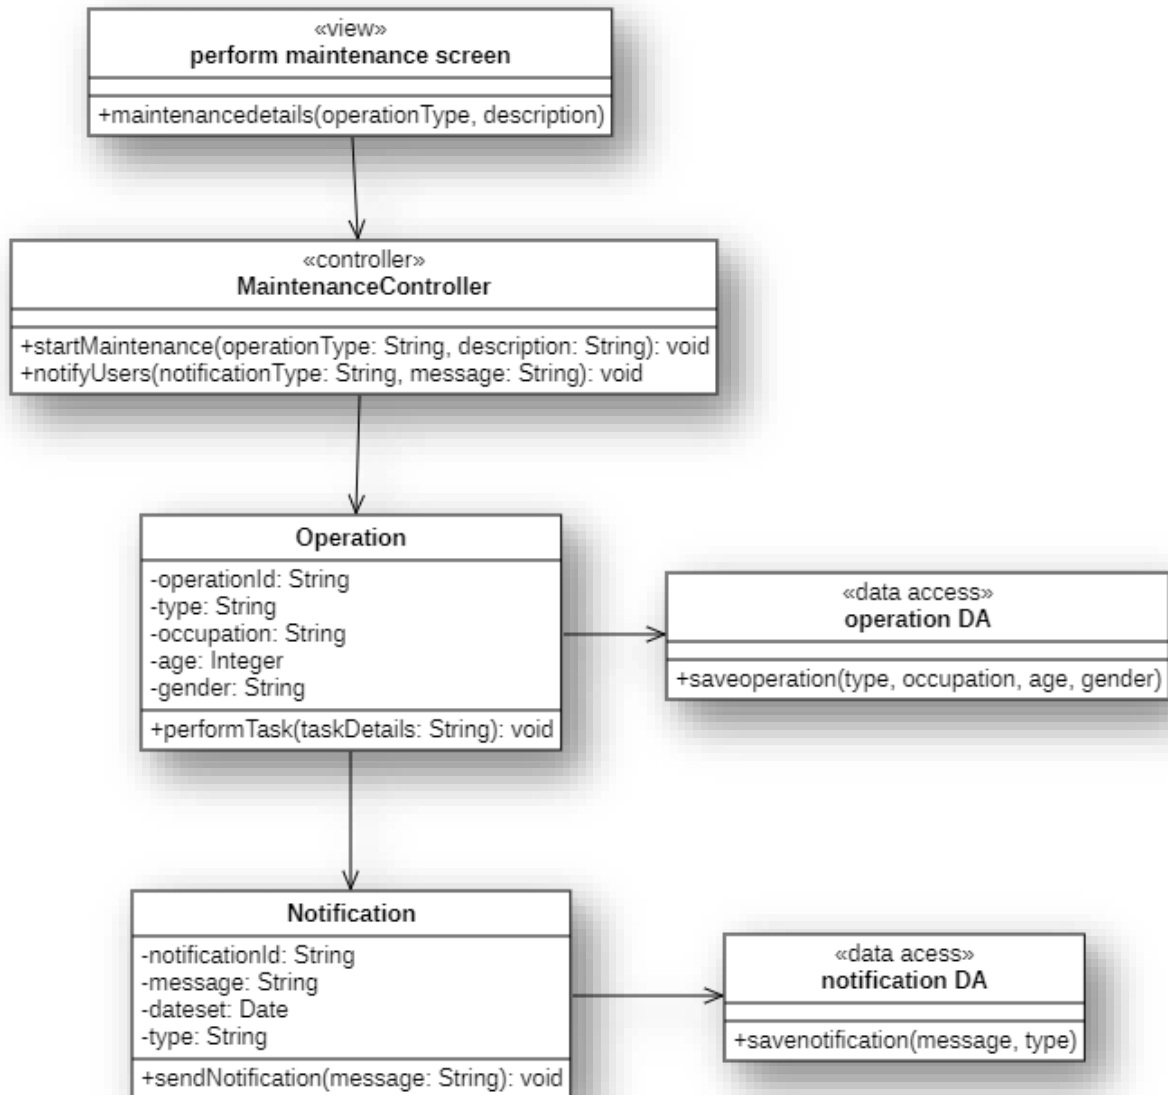 «view»
perform maintenance screen
+maintenancedetails(operationType, description)
«controller»
MaintenanceController
+startMaintenance(operationType: String, description: String): void
+notifyUsers(notificationType: String, message: String): void
Operation
-operationId: String
-type: String
-occupation: String
-age: Integer
-gender: String
+performTask(taskDetails: String): void
«data access»
operation DA
+saveoperation(type, occupation, age, gender)
Notification
-notificationId: String
-message: String
-dateset: Date
-type: String
+sendNotification(message: String): void
«data acess»
notification DA
+savenotification(message, type)